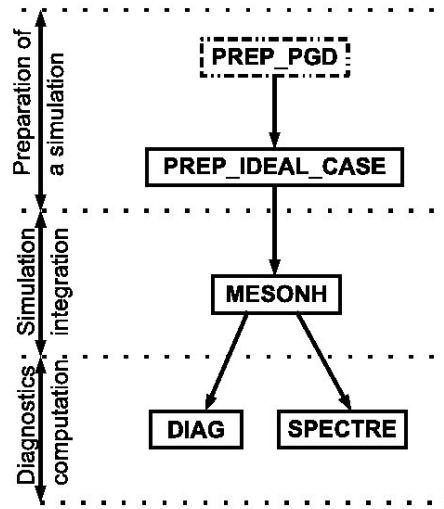 Preparation of
a simulation
PREP_PGD
PREP_IDEAL_CASE
Simulation
integration
MESONH
Diagnostics
computation
DIAG
SPECTRE